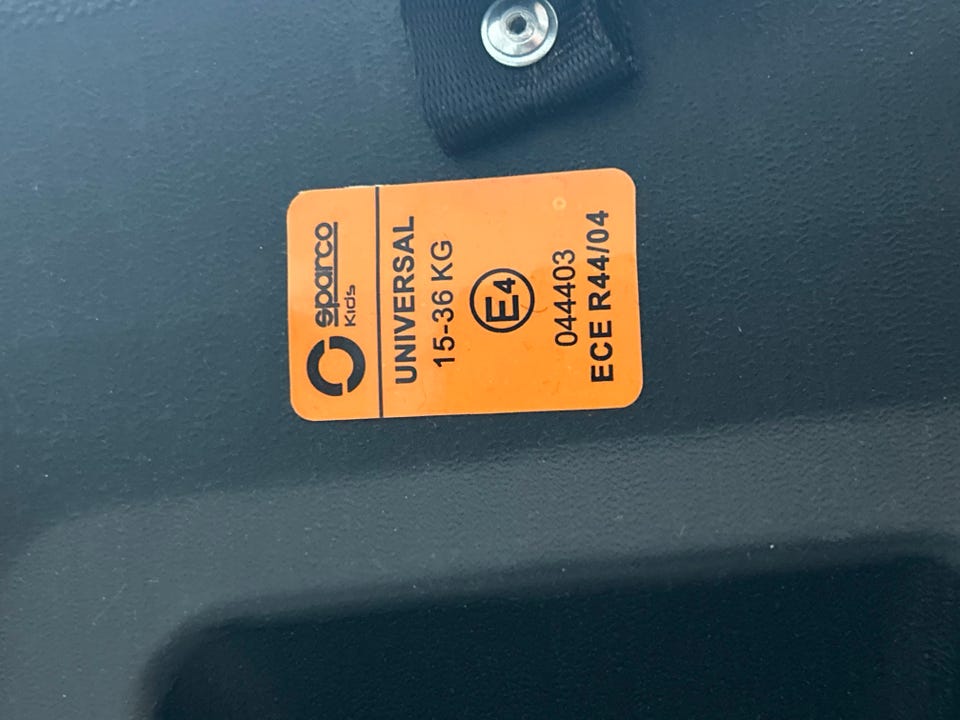 sparco
Kids
UNIVERSAL
15-36 KG
E4
044403
ECE R44/04